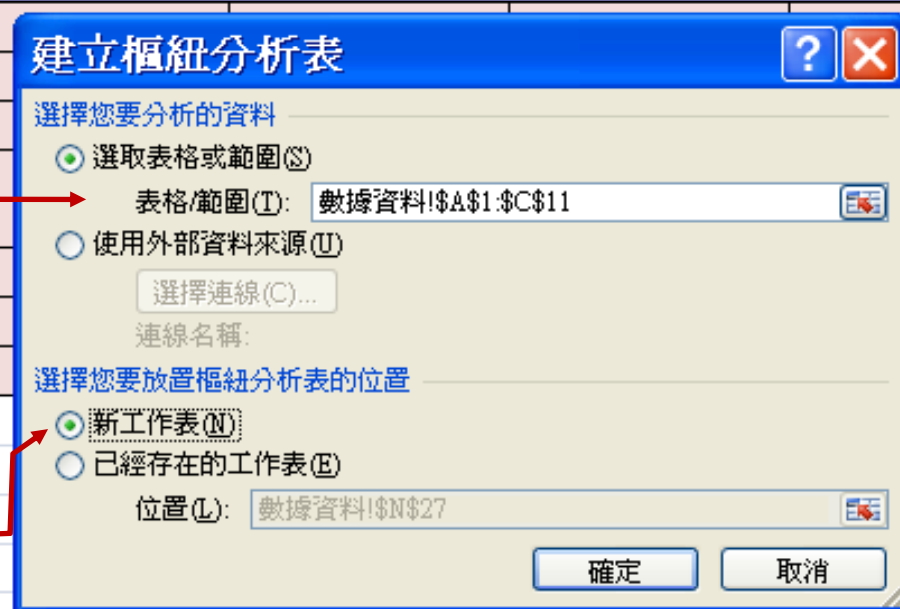 建立樞紐分析表
選擇您要分析的資料
選取表格或範圍(S)
表格/範圍(T): 數據資料!$A$1:$C$11
使用外部資料來源(U)
選擇連線(C)...
連線名稱:
選擇您要放置樞紐分析表的位置
新工作表(N)
已經存在的工作表(E)
位置(L): 數據資料!$N$27
確定 取消